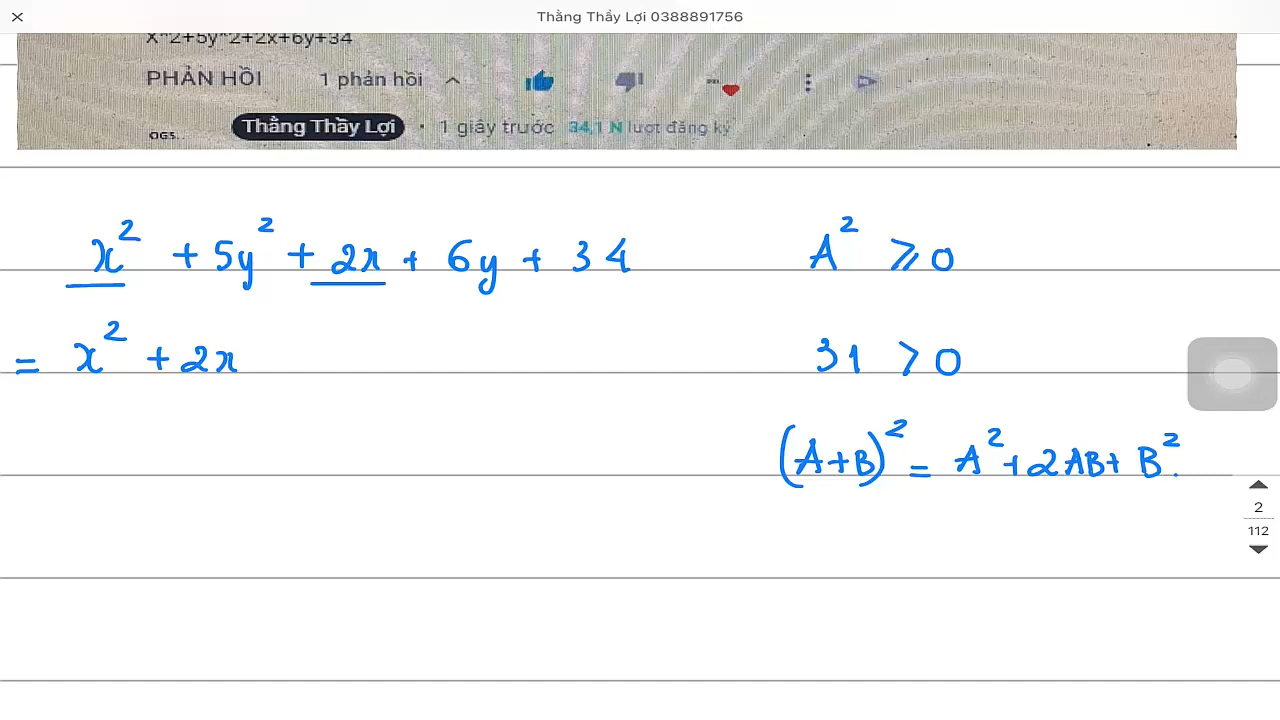 Thằng Thầy Lợi 0388891756
X^2+5y^2+2x+6y+34
PHẢN HỒI 1 phản hồi
Thằng Thầy Lợi · 1 giây trước 34,1 N lượt đăng ký
x² + 5y² + 2x + 6y + 34
A² ⩾ 0
= x² + 2x
31 > 0
(A+B)² = A² + 2AB + B².
2
112